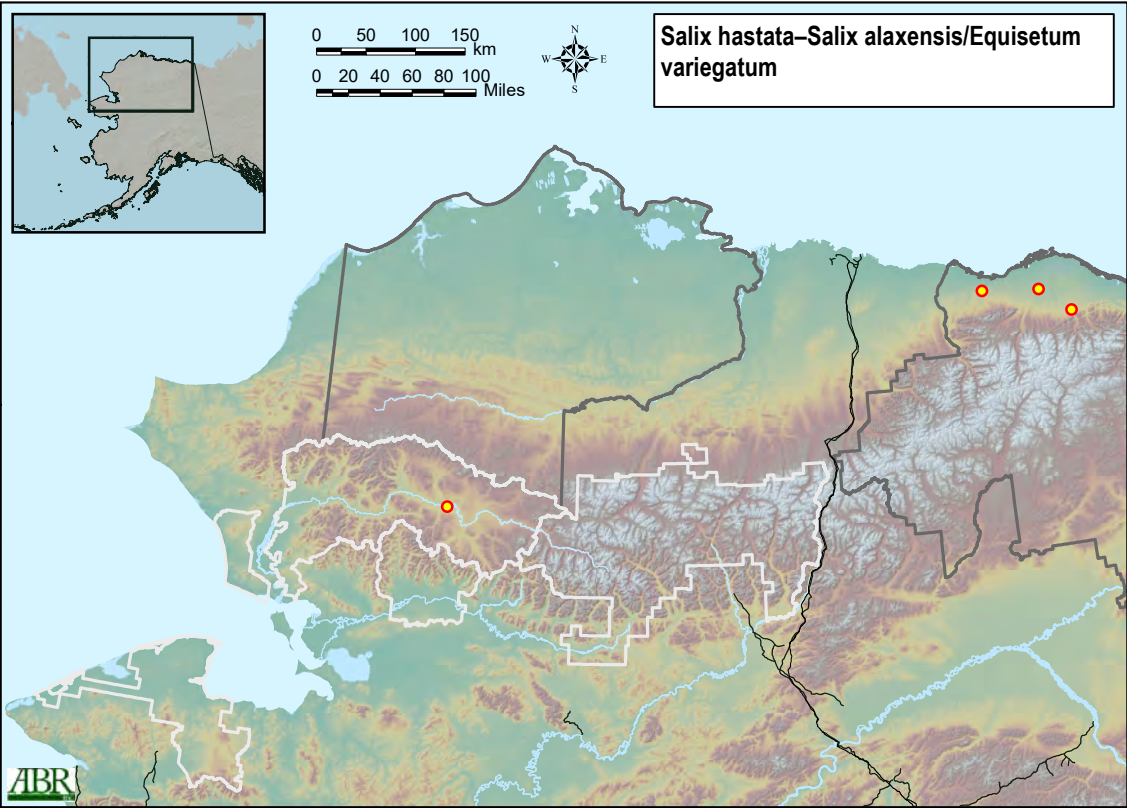 0 50 100 150
km
0 20 40 60 80 100
Miles
N
W E
S
Salix hastata–Salix alaxensis/Equisetum
variegatum
ABR